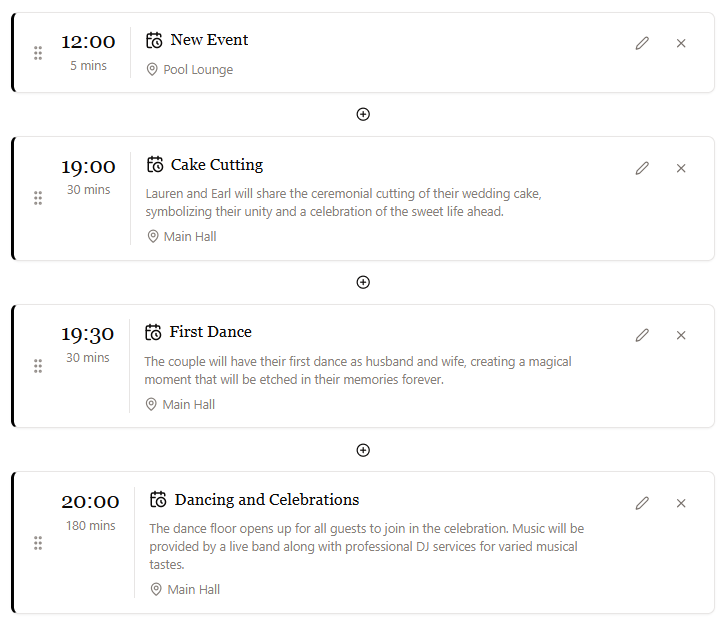 12:00
5 mins
New Event
Pool Lounge
19:00
30 mins
Cake Cutting
Lauren and Earl will share the ceremonial cutting of their wedding cake,
symbolizing their unity and a celebration of the sweet life ahead.
Main Hall
19:30
30 mins
First Dance
The couple will have their first dance as husband and wife, creating a magical
moment that will be etched in their memories forever.
Main Hall
20:00
180 mins
Dancing and Celebrations
The dance floor opens up for all guests to join in the celebration. Music will be
provided by a live band along with professional DJ services for varied musical
tastes.
Main Hall